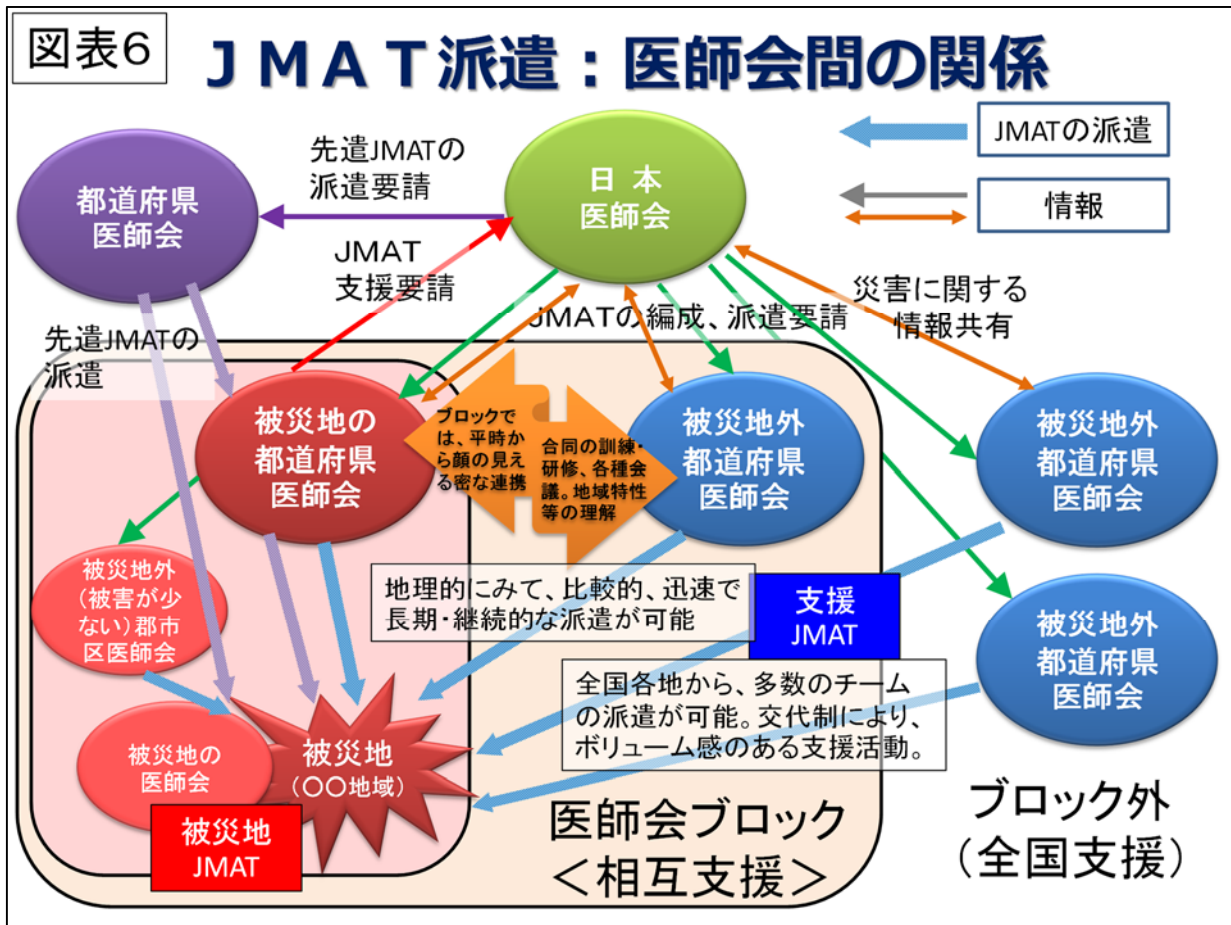 図表6
JMAT派遣：医師会間の関係
JMATの派遣
情報
都道府県
医師会
先遣JMATの
派遣要請
日 本
医師会
JMAT
支援要請
JMATの編成、派遣要請
災害に関する
情報共有
先遣JMATの
派遣
被災地の
都道府県
医師会
ブロックで
は、平時か
ら顔の見え
る密な連携
合同の訓練・
研修、各種会
議。地域特性
等の理解
被災地外
都道府県
医師会
被災地外
都道府県
医師会
被災地外
（被害が少
ない）郡市
区医師会
地理的にみて、比較的、迅速で
長期・継続的な派遣が可能
支援
JMAT
被災地外
都道府県
医師会
全国各地から、多数のチーム
の派遣が可能。交代制により、
ボリューム感のある支援活動。
被災地の
医師会
被災地
（〇〇地域）
被災地
JMAT
医師会ブロック
＜相互支援＞
ブロック外
（全国支援）